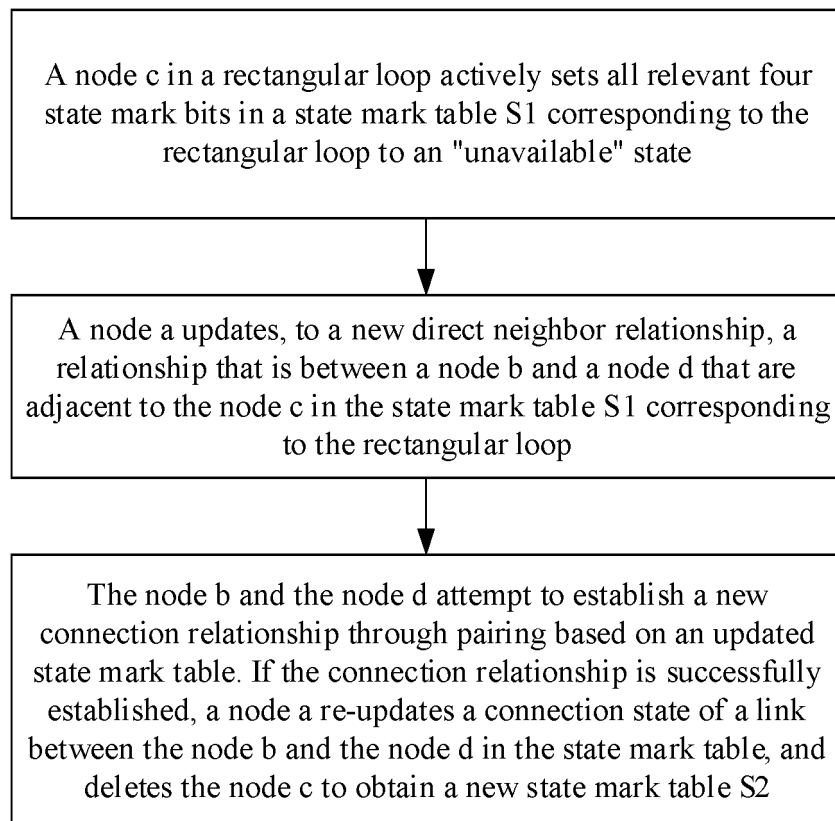 A node c in a rectangular loop actively sets all relevant four
state mark bits in a state mark table S1 corresponding to the
rectangular loop to an "unavailable" state
A node a updates, to a new direct neighbor relationship, a
relationship that is between a node b and a node d that are
adjacent to the node c in the state mark table S1 corresponding
to the rectangular loop
The node b and the node d attempt to establish a new
connection relationship through pairing based on an updated
state mark table. If the connection relationship is successfully
established, a node a re-updates a connection state of a link
between the node b and the node d in the state mark table, and
deletes the node c to obtain a new state mark table S2